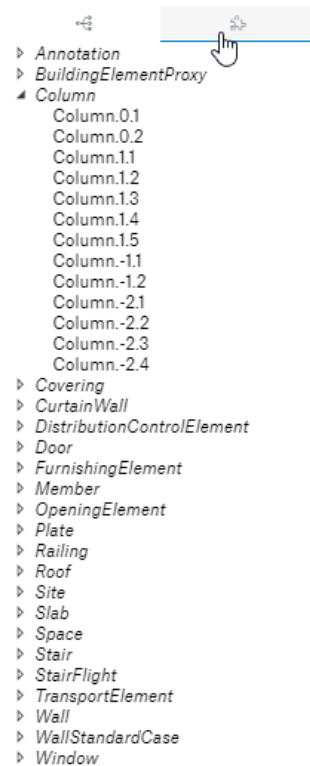 Annotation
BuildingElementProxy
Column
Column.0.1
Column.0.2
Column.1.1
Column.1.2
Column.1.3
Column.1.4
Column.1.5
Column.-1.1
Column.-1.2
Column.-2.1
Column.-2.2
Column.-2.3
Column.-2.4
Covering
CurtainWall
DistributionControlElement
Door
FurnishingElement
Member
OpeningElement
Plate
Railing
Roof
Site
Slab
Space
Stair
StairFlight
TransportElement
Wall
WallStandardCase
Window